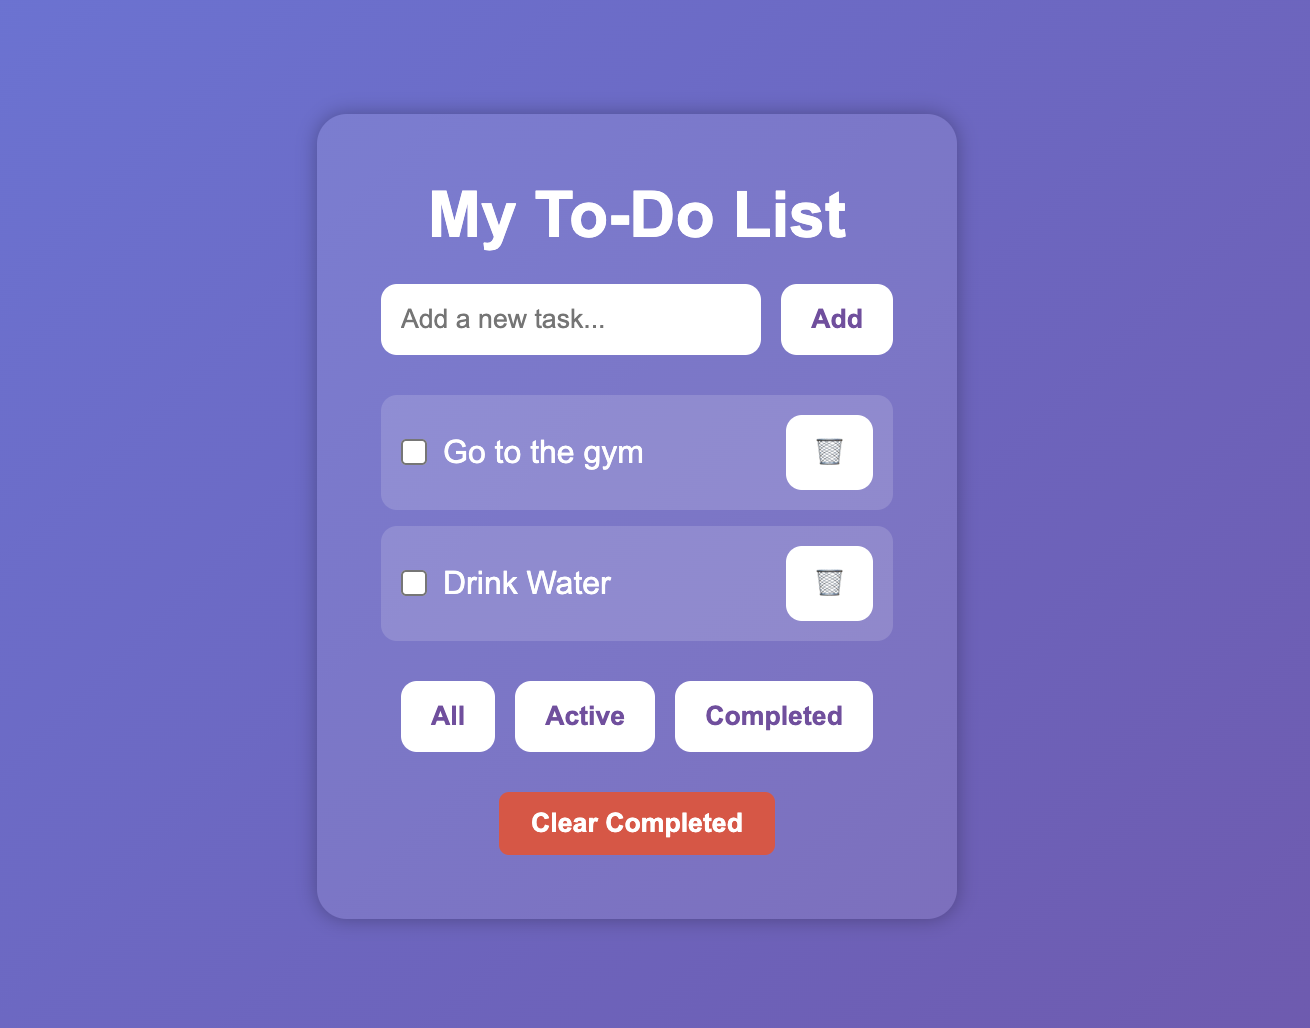 My To-Do List
Add a new task...
Add
Go to the gym
Drink Water
All
Active
Completed
Clear Completed